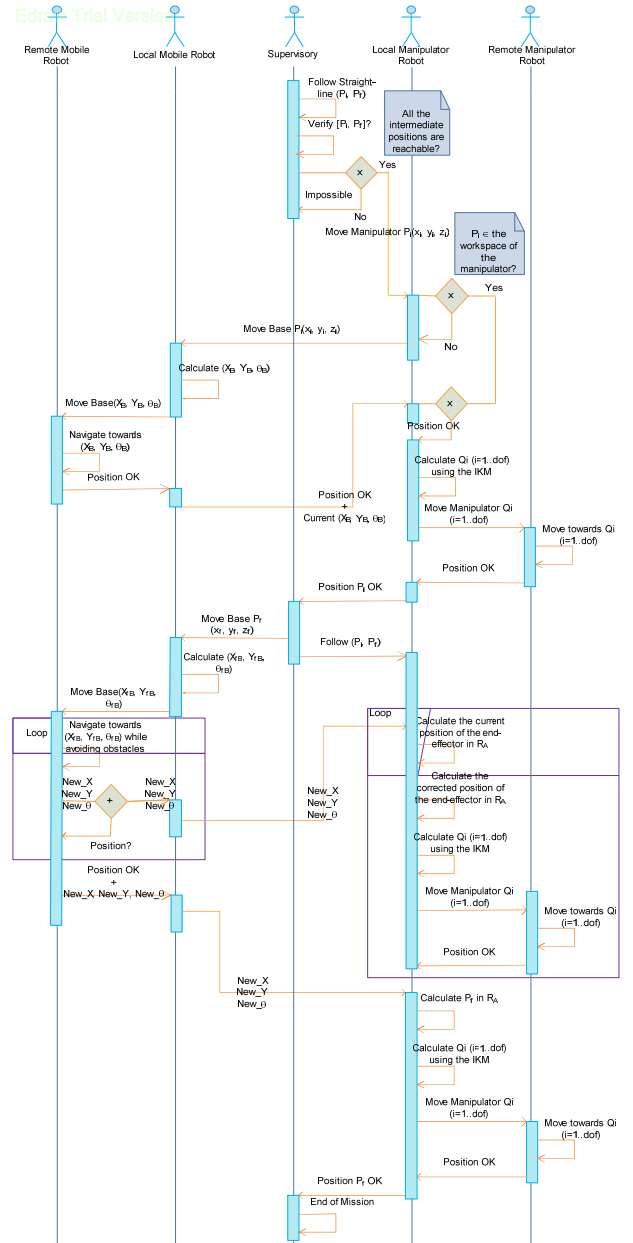 Edraw Trial Version
Remote Mobile
Robot
Local Mobile Robot
Supervisory
Local Manipulator
Robot
Remote Manipulator
Robot
Follow Straight-
line (Pi, Pf)
Verify [Pi, Pf]?
All the
intermediate
positions are
reachable?
x
Yes
Impossible
No
Move Manipulator Pi(xi, yi, zi)
Pi ∈ the
workspace of
the
manipulator?
x
Yes
No
Move Base Pi(xi, yi, zi)
Calculate (XB, YB, θB)
Move Base(XB, YB, θB)
x
Position OK
Navigate towards
(XB, YB, θB)
Position OK
Calculate Qi (i=1..dof)
using the IKM
Position OK
+
Current (XB, YB, θB)
Move Manipulator Qi
(i=1..dof)
Move towards Qi
(i=1..dof)
Position OK
Position Pi OK
Move Base Pf
(xf, yf, zf)
Follow (Pi, Pf)
Calculate (XfB, YfB,
θfB)
Move Base(XfB, YfB,
θfB)
Loop
Navigate towards
(XfB, YfB, θfB) while
avoiding obstacles
Loop
Calculate the current
position of the end-
effector in RA
New_X
New_Y
New_θ
+
New_X
New_Y
New_θ
Position?
New_X
New_Y
New_θ
Calculate the
corrected position of
the end-effector in RA
Calculate Qi (i=1..dof)
using the IKM
Position OK
+
New_X, New_Y, New_θ
Move Manipulator Qi
(i=1..dof)
Move towards Qi
(i=1..dof)
Position OK
New_X
New_Y
New_θ
Calculate Pf in RA
Calculate Qi (i=1..dof)
using the IKM
Move Manipulator Qi
(i=1..dof)
Move towards Qi
(i=1..dof)
Position OK
Position Pf OK
End of Mission